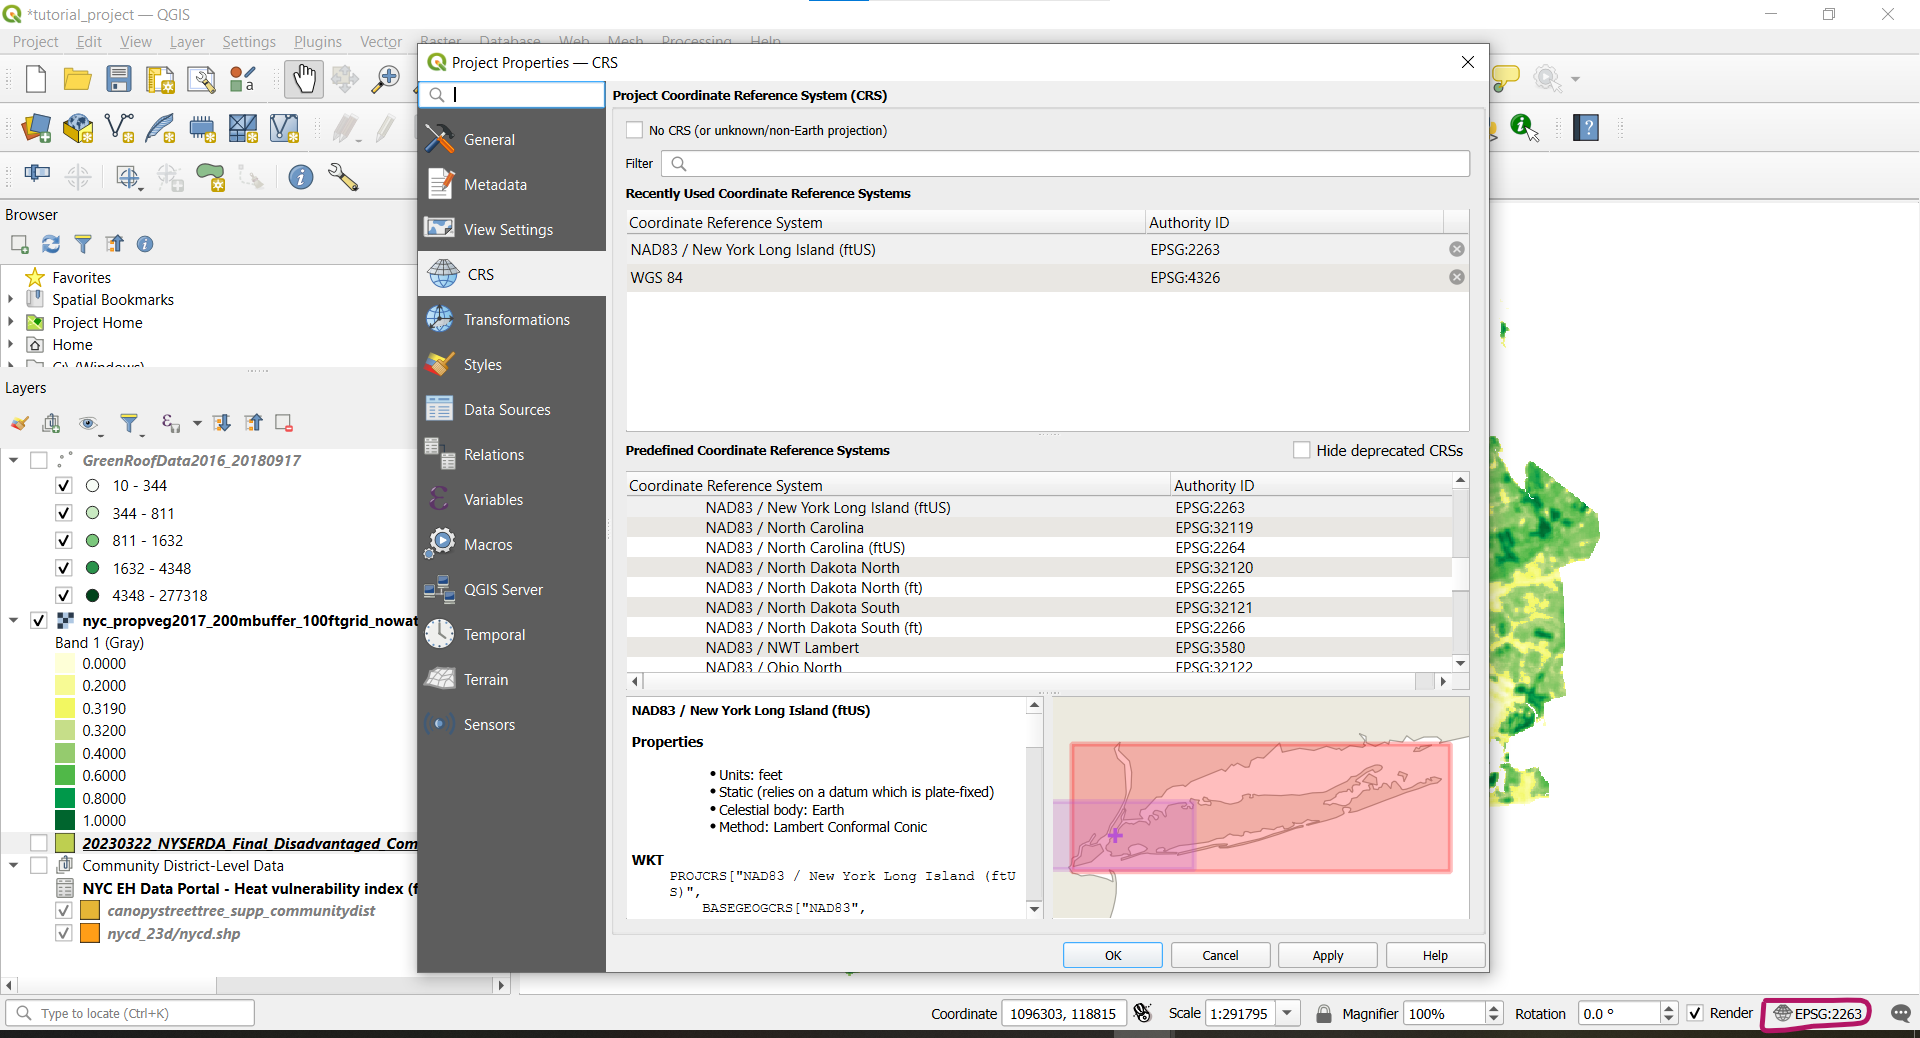 *tutorial_project — QGIS
Project Edit View Layer Settings Plugins Vector Raster Database Web Mesh Processing Help
Project Properties — CRS
General
Metadata
View Settings
CRS
Transformations
Styles
Data Sources
Relations
Variables
Macros
QGIS Server
Temporal
Terrain
Sensors
Project Coordinate Reference System (CRS)
No CRS (or unknown/non-Earth projection)
Filter
Recently Used Coordinate Reference Systems
Coordinate Reference System Authority ID
NAD83 / New York Long Island (ftUS) EPSG:2263
WGS 84 EPSG:4326
Predefined Coordinate Reference Systems Hide deprecated CRSs
Coordinate Reference System Authority ID
NAD83 / New York Long Island (ftUS) EPSG:2263
NAD83 / North Carolina EPSG:32119
NAD83 / North Carolina (ftUS) EPSG:2264
NAD83 / North Dakota North EPSG:32120
NAD83 / North Dakota North (ft) EPSG:2265
NAD83 / North Dakota South EPSG:32121
NAD83 / North Dakota South (ft) EPSG:2266
NAD83 / NWT Lambert EPSG:3580
NAD83 / Ohio North EPSG:32122
NAD83 / New York Long Island (ftUS)
Properties
• Units: feet
• Static (relies on a datum which is plate-fixed)
• Celestial body: Earth
• Method: Lambert Conformal Conic
WKT
PROJCRS["NAD83 / New York Long Island (ftU
S)",
BASEGEOGCRS["NAD83",
OK Cancel Apply Help
Browser
Favorites
Spatial Bookmarks
Project Home
Home
C:\ (Windows)
Layers
GreenRoofData2016_20180917
10 - 344
344 - 811
811 - 1632
1632 - 4348
4348 - 277318
nyc_propveg2017_200mbuffer_100ftgrid_nowat
Band 1 (Gray)
0.0000
0.2000
0.3190
0.3200
0.4000
0.6000
0.8000
1.0000
20230322_NYSERDA_Final_Disadvantaged_Com
Community District-Level Data
NYC EH Data Portal - Heat vulnerability index (f
canopystreettree_supp_communitydist
nycd_23d/nycd.shp
Type to locate (Ctrl+K) Coordinate 1096303, 118815 Scale 1:291795 Magnifier 100% Rotation 0.0 ° Render EPSG:2263